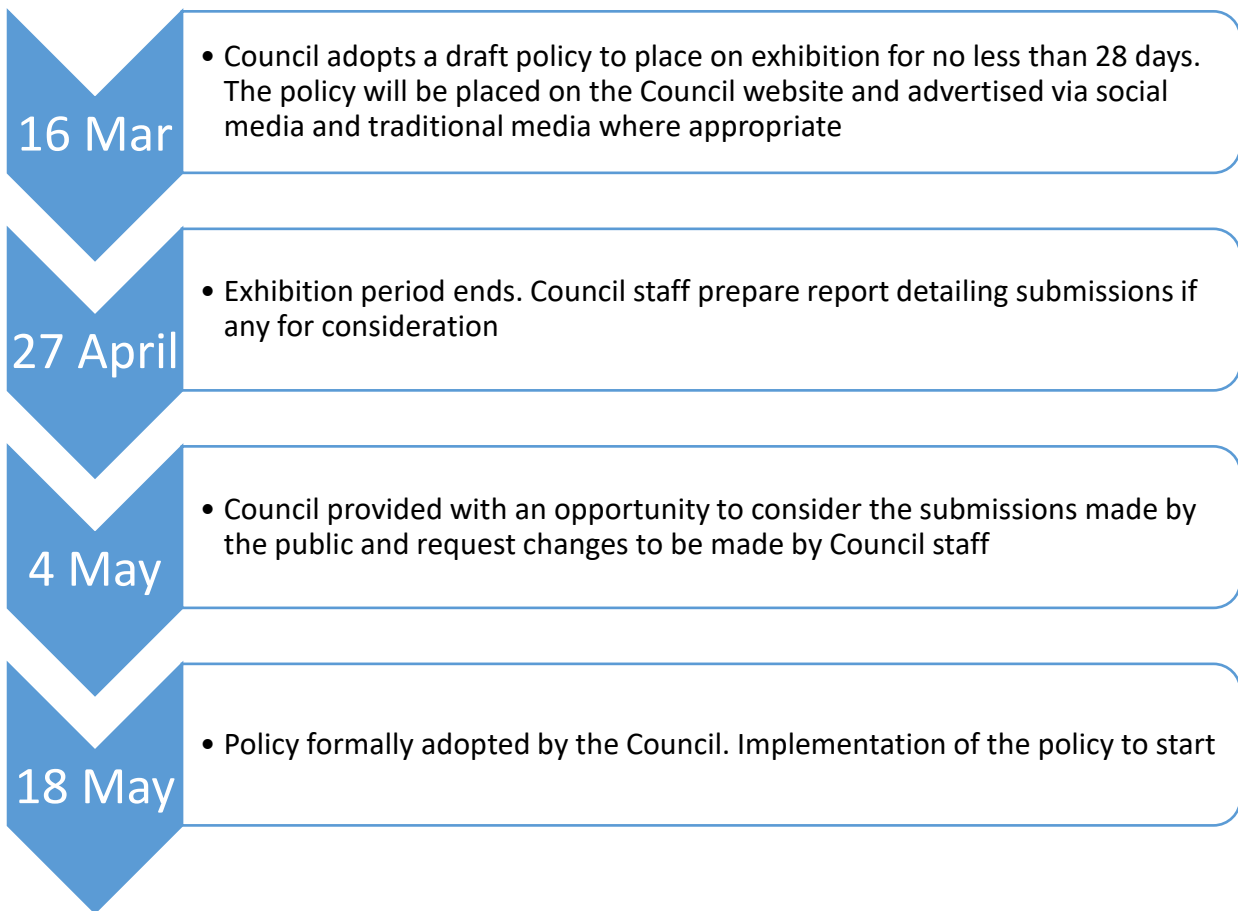 16 Mar
• Council adopts a draft policy to place on exhibition for no less than 28 days.
The policy will be placed on the Council website and advertised via social
media and traditional media where appropriate
27 April
• Exhibition period ends. Council staff prepare report detailing submissions if
any for consideration
4 May
• Council provided with an opportunity to consider the submissions made by
the public and request changes to be made by Council staff
18 May
• Policy formally adopted by the Council. Implementation of the policy to start